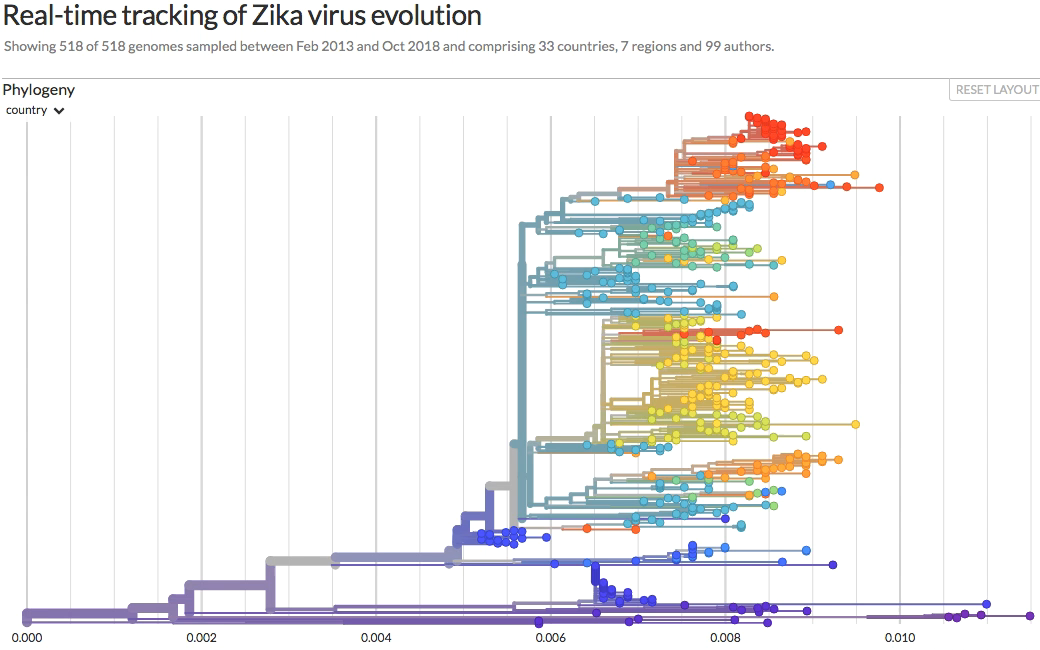 Real-time tracking of Zika virus evolution
Showing 518 of 518 genomes sampled between Feb 2013 and Oct 2018 and comprising 33 countries, 7 regions and 99 authors.
Phylogeny
RESET LAYOUT
country
0.000 0.002 0.004 0.006 0.008 0.010